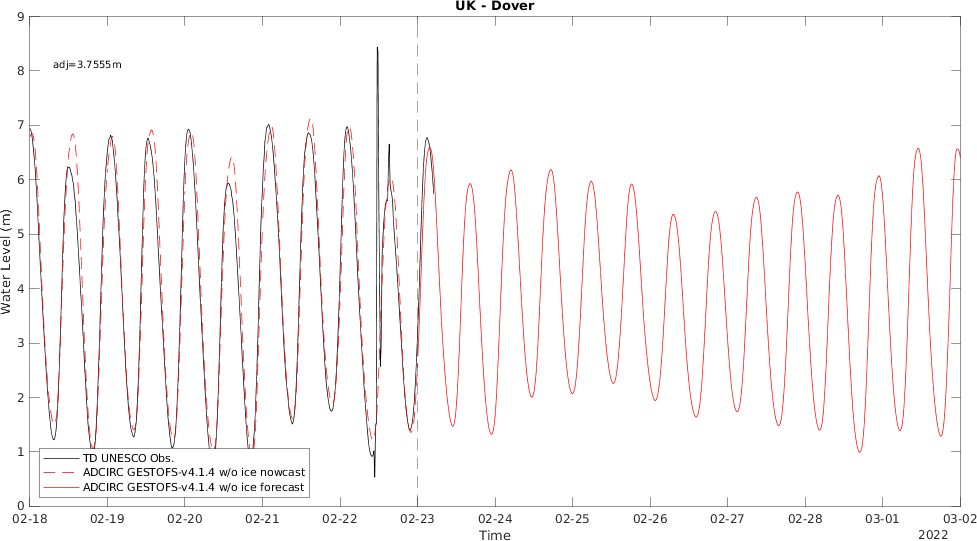 UK - Dover
9
8
7
6
5
4
3
2
1
0
adj=3.7555m
Water Level (m)
TD UNESCO Obs.
ADCIRC GESTOFS-v4.1.4 w/o ice nowcast
ADCIRC GESTOFS-v4.1.4 w/o ice forecast
02-18 02-19 02-20 02-21 02-22 02-23 02-24 02-25 02-26 02-27 02-28 03-01 03-02
Time
2022